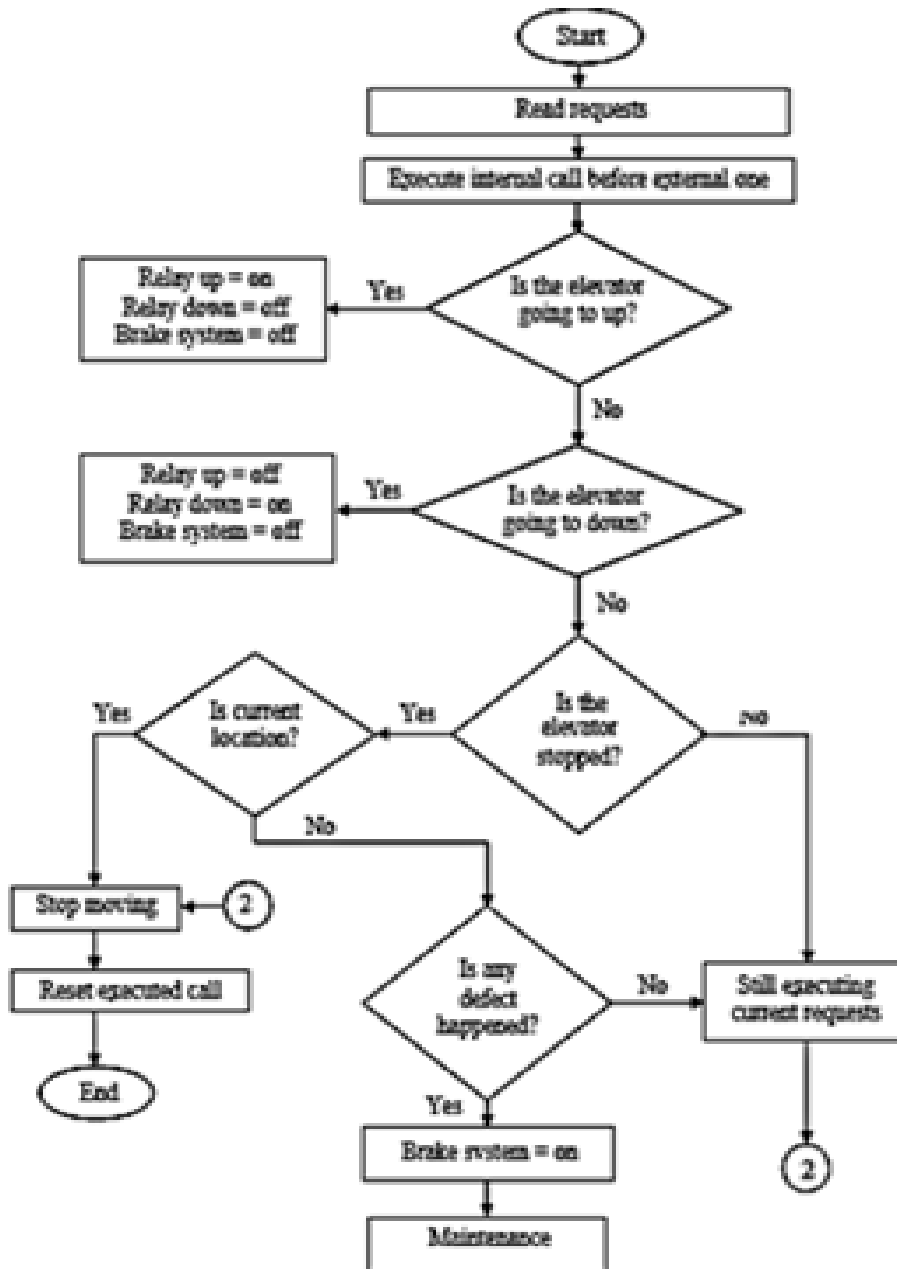 Start
Read requests
Execute internal call before external one
Is the elevator
going to up?
Yes
Relay up = on
Relay down = off
Brake system = off
No
Is the elevator
going to down?
Yes
Relay up = off
Relay down = on
Brake system = off
No
Is the
elevator
stopped?
Yes
No
Is current
location?
Yes
No
Stop moving
2
Reset executed call
End
Is any
defect
happened?
No
Still executing
current requests
2
Yes
Brake system = on
Maintenance